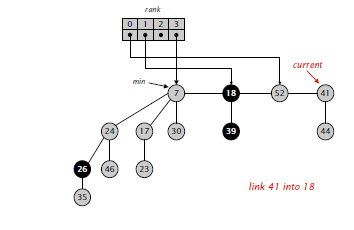 rank
0 1 2 3
current
min
7 18 52 41
24 17 30 39 44
26 46 23
link 41 into 18
35